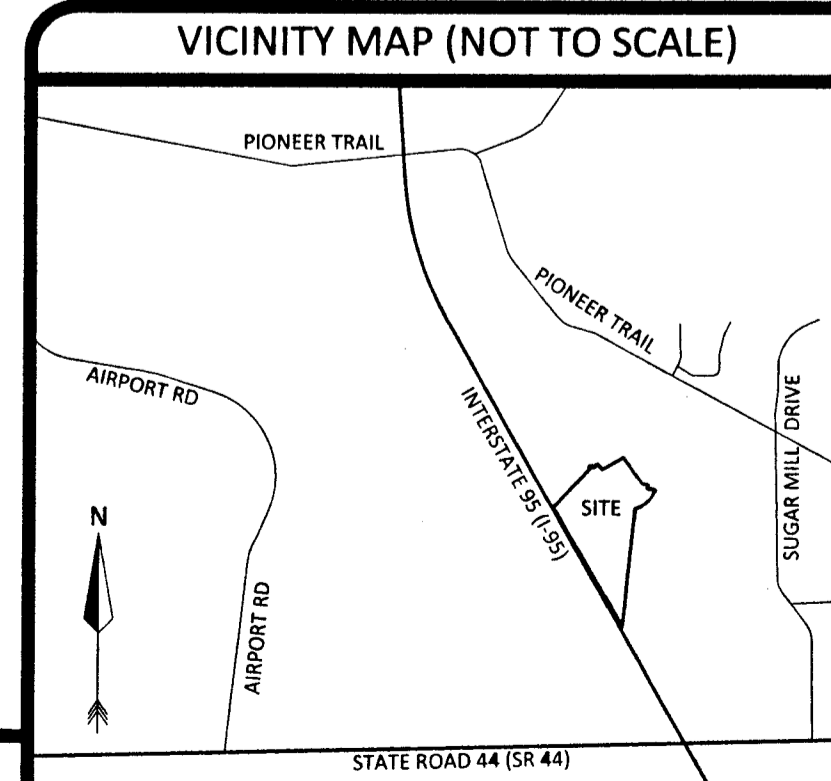 VICINITY MAP (NOT TO SCALE)
PIONEER TRAIL
PIONEER TRAIL
AIRPORT RD
INTERSTATE 95 (I-95)
SUGAR MILL DRIVE
SITE
N
AIRPORT RD
STATE ROAD 44 (SR 44)